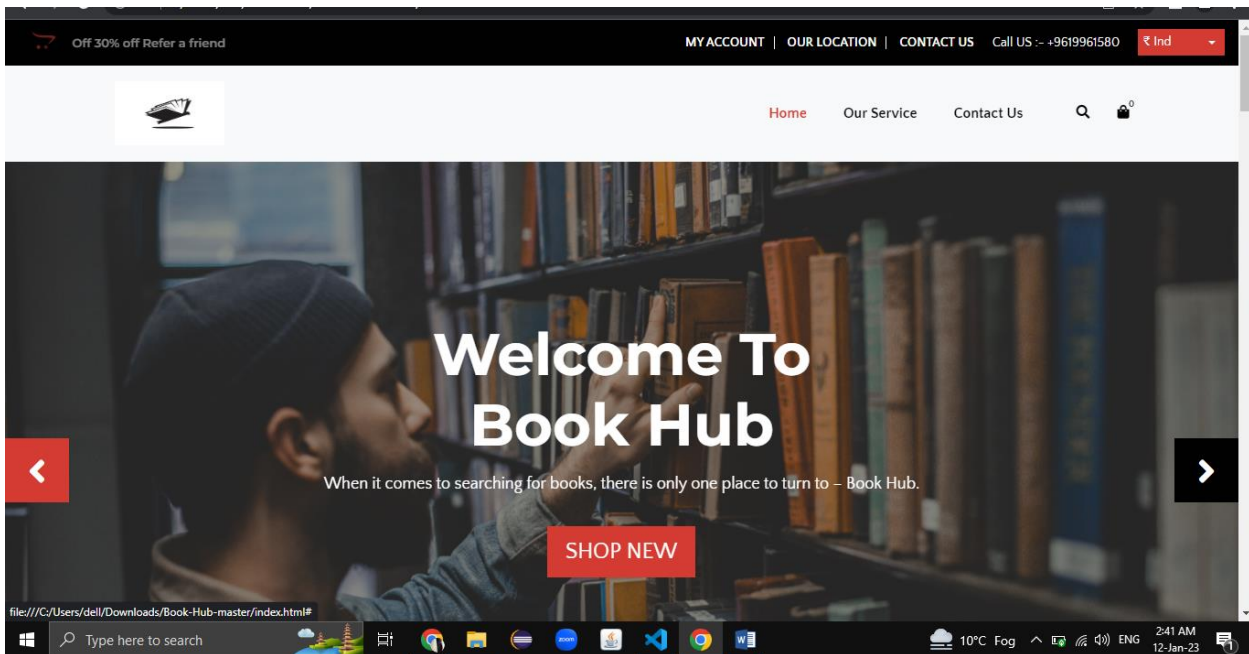 Off 30% off Refer a friend
MY ACCOUNT | OUR LOCATION | CONTACT US Call US :- +9619961580 ₹ Ind
Home Our Service Contact Us 0
Welcome To
Book Hub
When it comes to searching for books, there is only one place to turn to – Book Hub.
SHOP NEW
file:///C:/Users/dell/Downloads/Book-Hub-master/index.html#
Type here to search
zoom
W
10°C Fog
ENG
2:41 AM
12-Jan-23
1